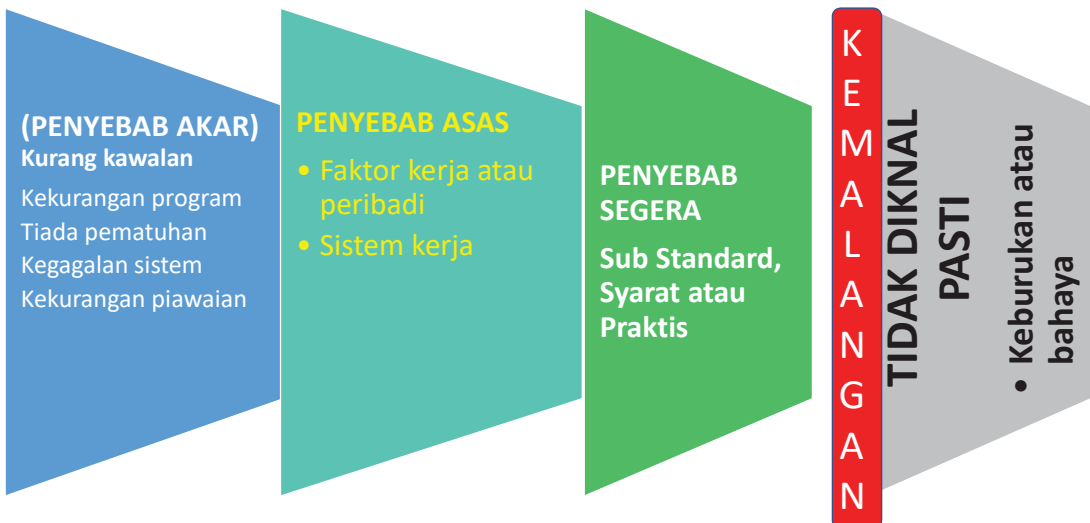 (PENYEBAB AKAR)
Kurang kawalan
Kekurangan program
Tiada pematuhan
Kegagalan sistem
Kekurangan piawaian
PENYEBAB ASAS
• Faktor kerja atau
peribadi
• Sistem kerja
PENYEBAB
SEGERA
Sub Standard,
Syarat atau
Praktis
KEMALANGAN
TIDAK DIKNAL
PASTI
• Keburukan atau
bahaya